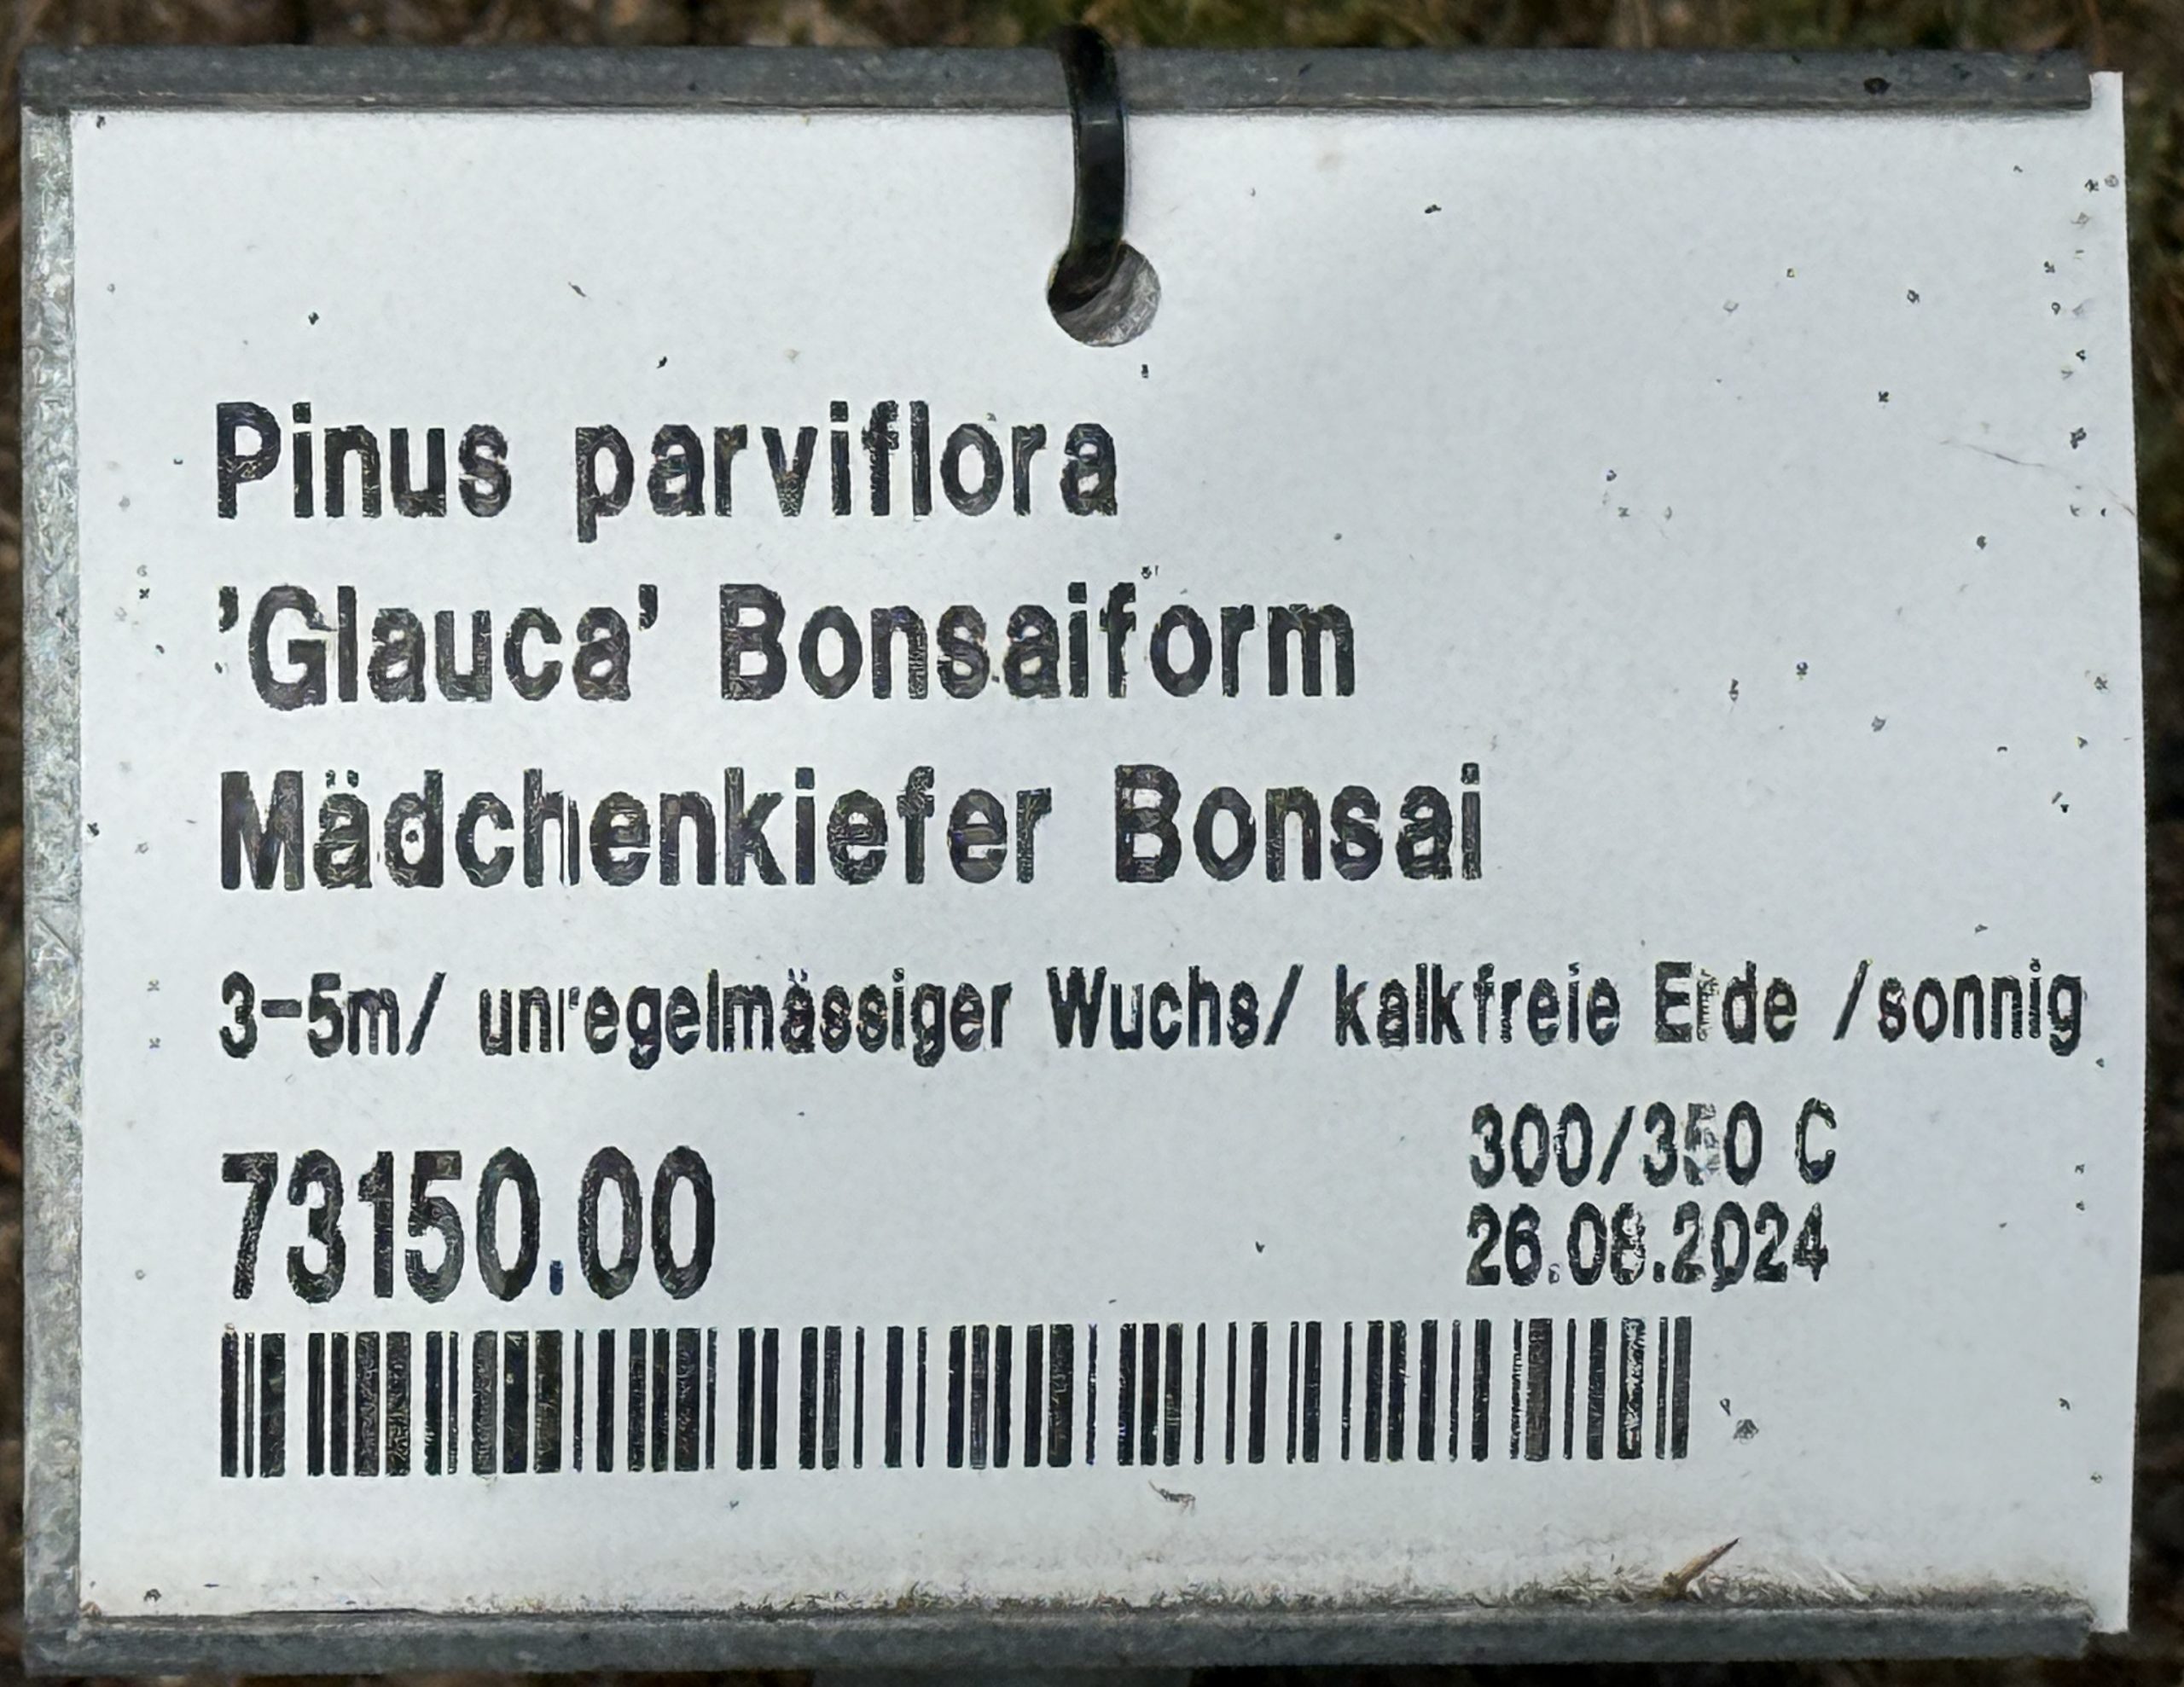 Pinus parviflora
'Glauca' Bonsaiform
Mädchenkiefer Bonsai
3-5m/ unregelmässiger Wuchs/ kalkfreie Erde /sonnig
300/350 C
73150.00
26.08.2024